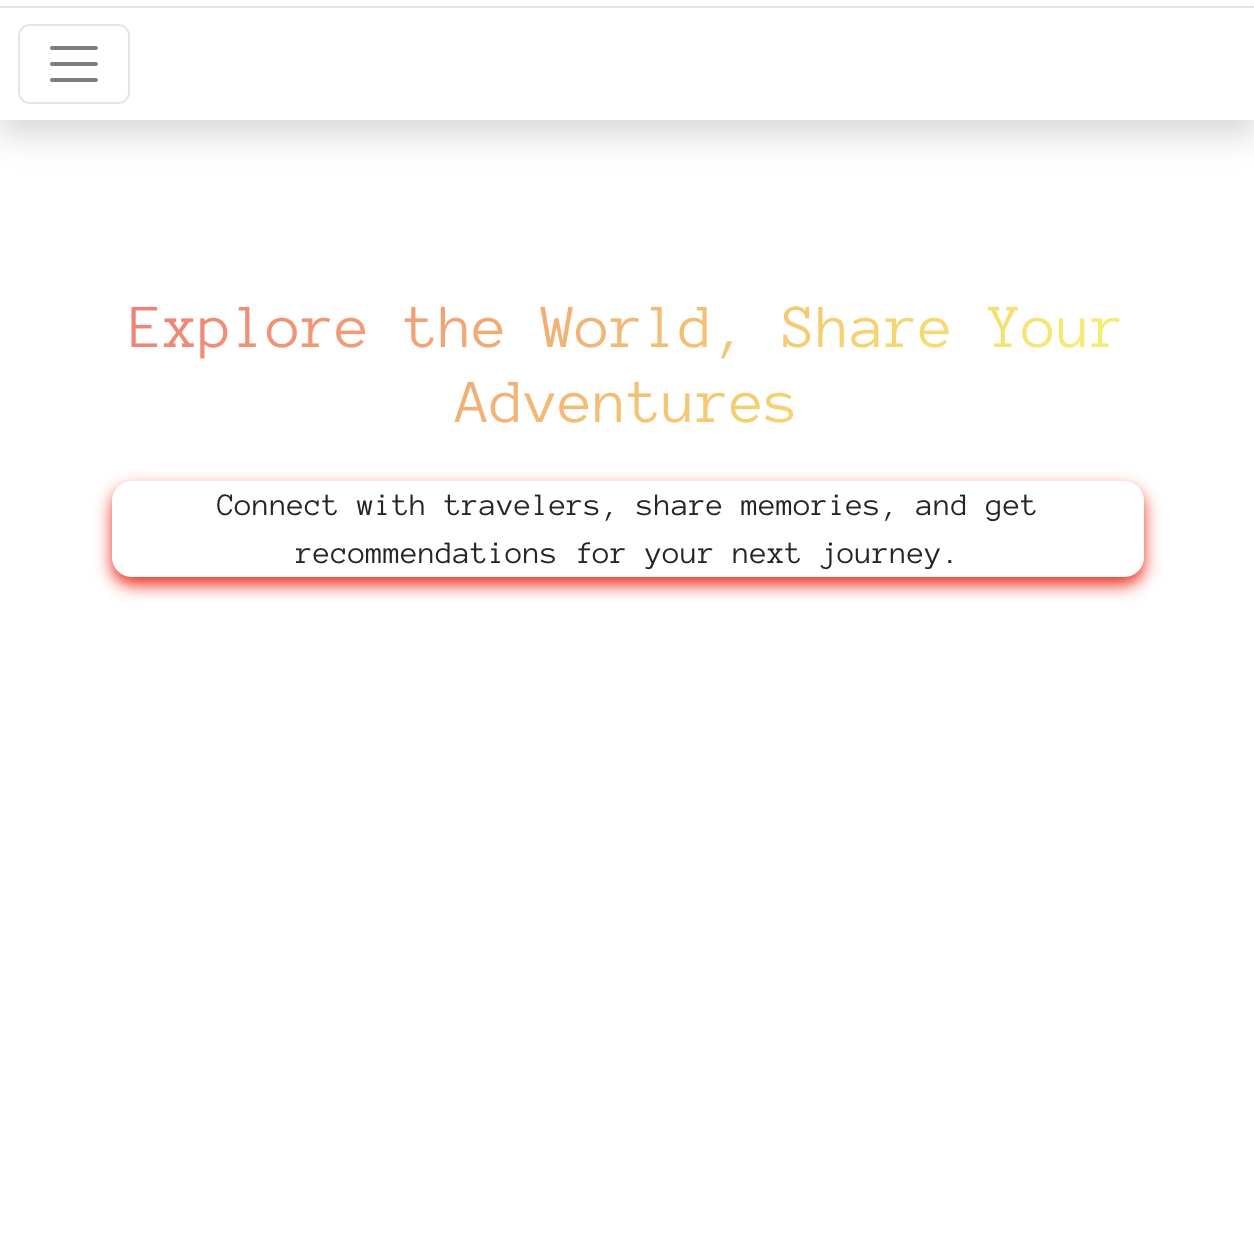 Explore the World, Share Your
Adventures
Connect with travelers, share memories, and get
recommendations for your next journey.